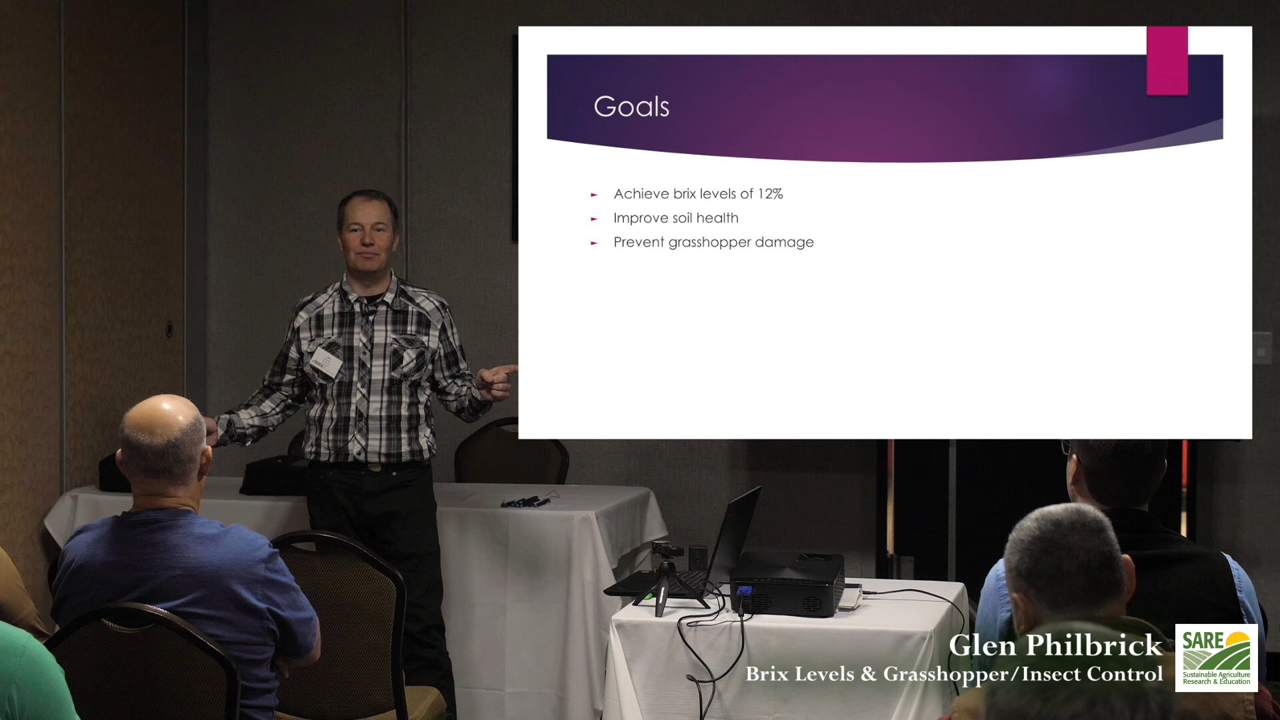 Goals
► Achieve brix levels of 12%
► Improve soil health
► Prevent grasshopper damage
Glen Philbrick
Brix Levels & Grasshopper/Insect Control
SARE
Sustainable Agriculture
Research & Education